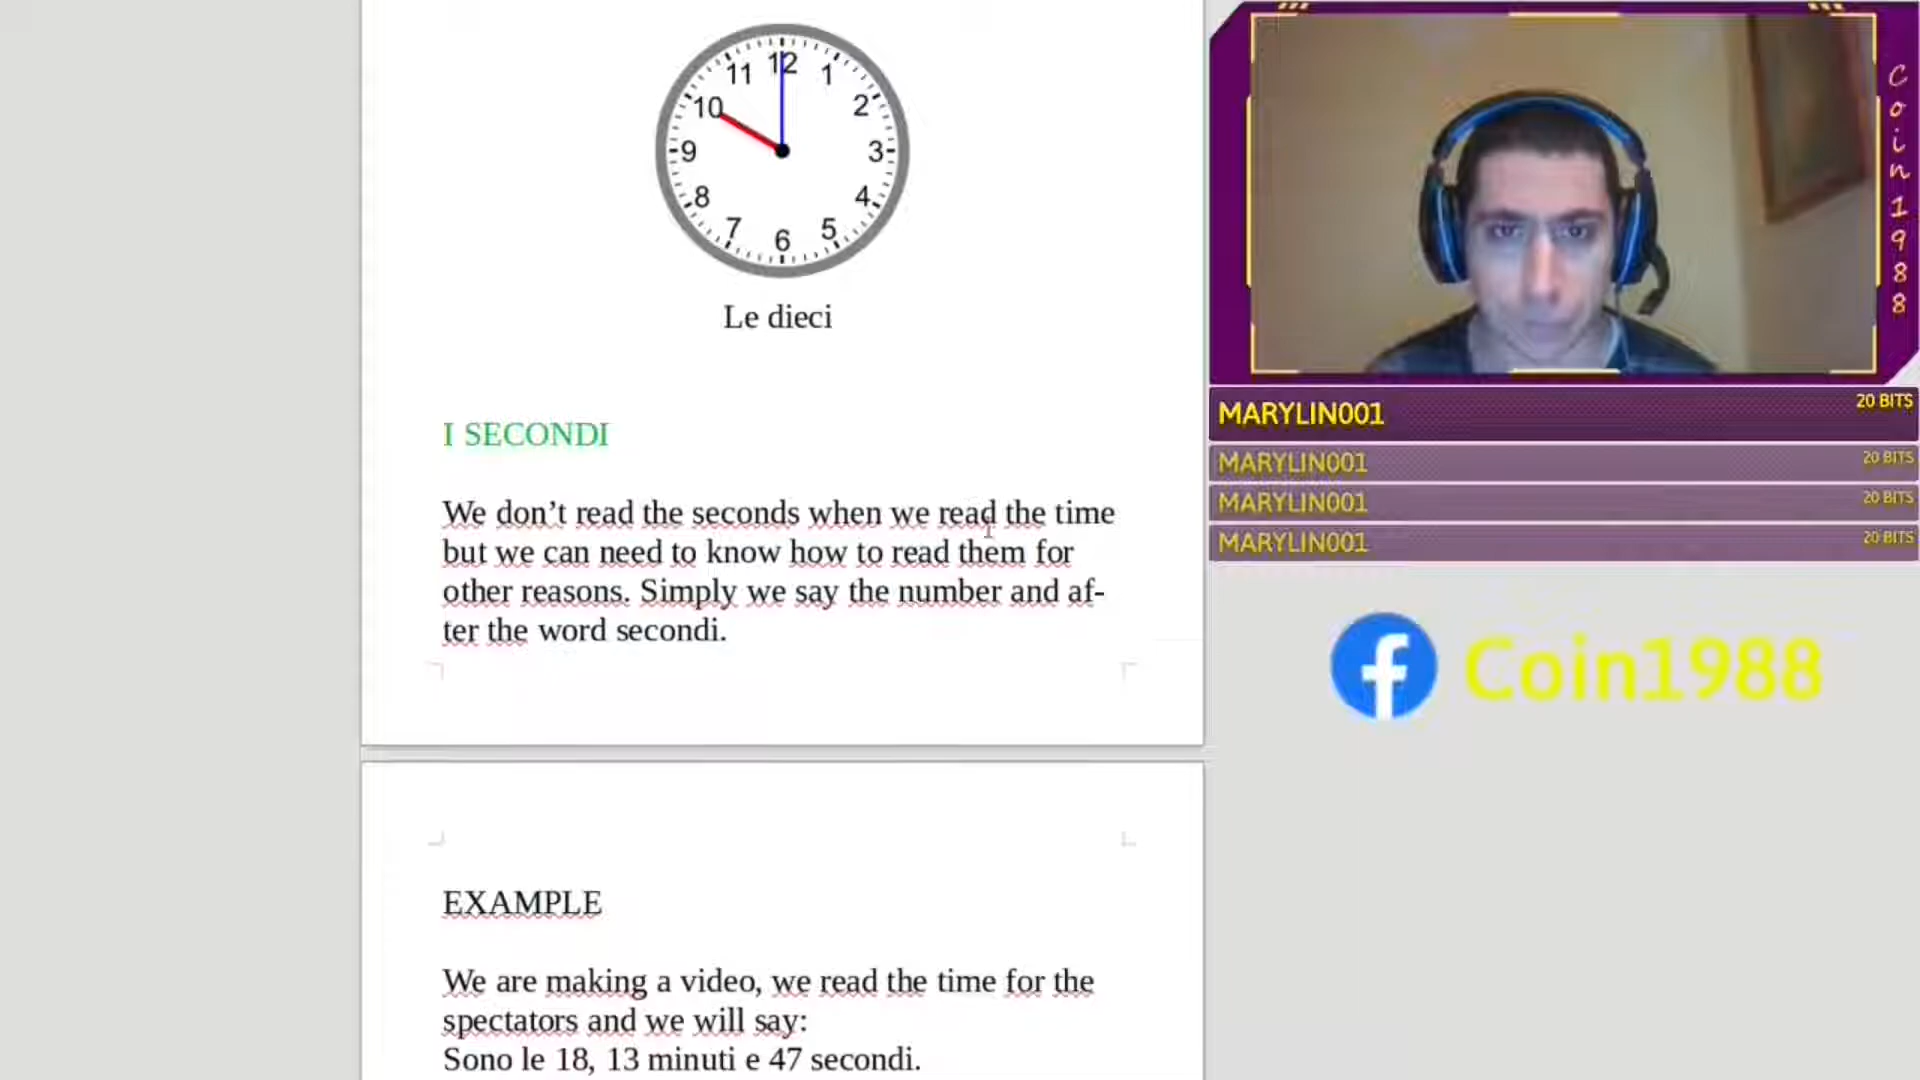 12
11
1
10
2
9
3
8
4
7
5
6
Le dieci
I SECONDI
We don’t read the seconds when we read the time
but we can need to know how to read them for
other reasons. Simply we say the number and af-
ter the word secondi.
EXAMPLE
We are making a video, we read the time for the
spectators and we will say:
Sono le 18, 13 minuti e 47 secondi.
Coin1988
MARYLIN001 20 BITS
MARYLIN001 20 BITS
MARYLIN001 20 BITS
MARYLIN001 20 BITS
f Coin1988